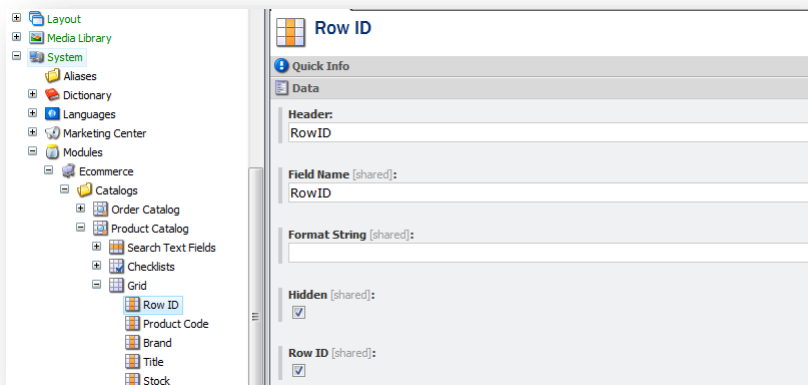 Layout
Media Library
System
Aliases
Dictionary
Languages
Marketing Center
Modules
Ecommerce
Catalogs
Order Catalog
Product Catalog
Search Text Fields
Checklists
Grid
Row ID
Product Code
Brand
Title
Stock
Row ID
Quick Info
Data
Header:
RowID
Field Name [shared]:
RowID
Format String [shared]:
Hidden [shared]:
Row ID [shared]: